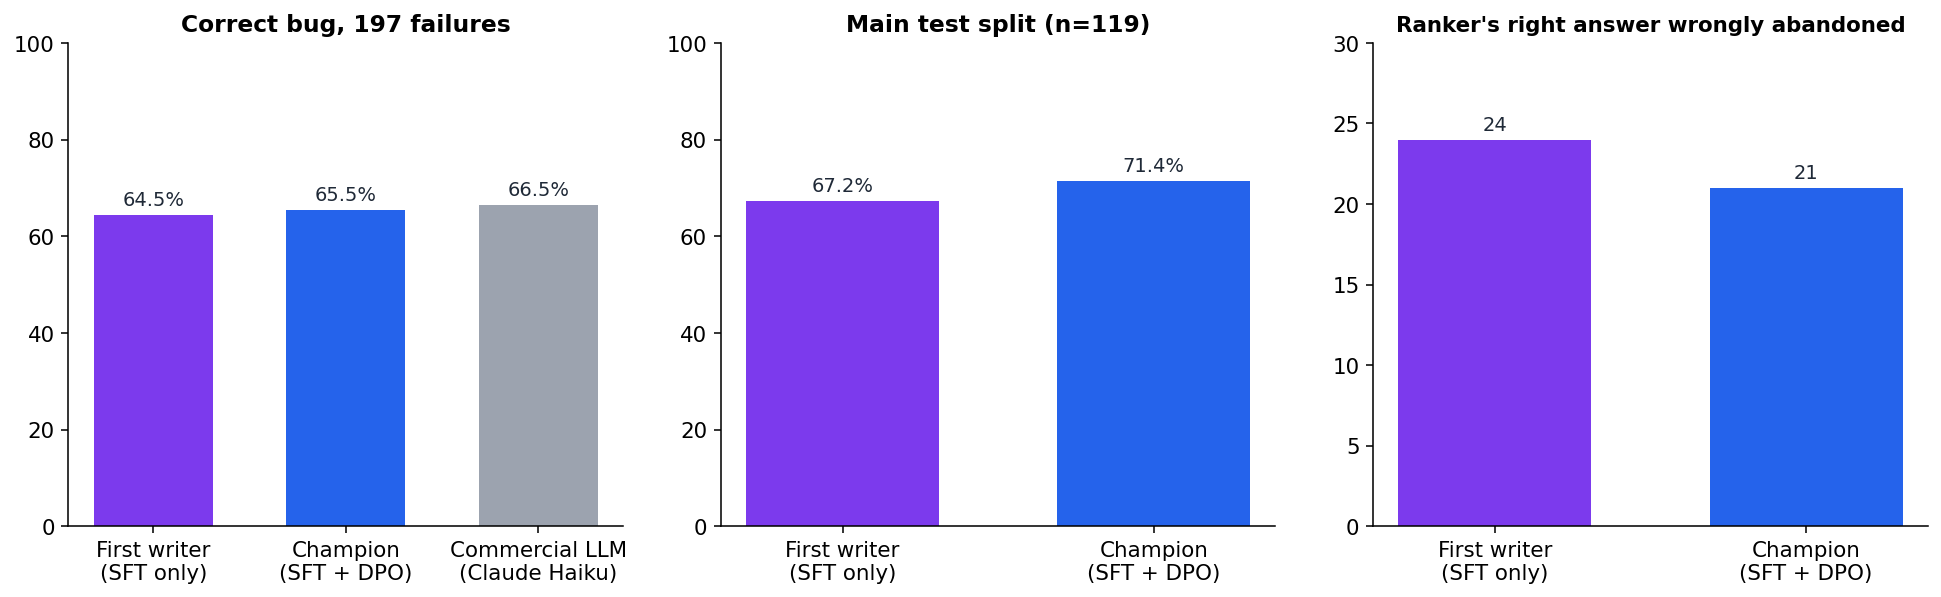 Correct bug, 197 failures
100
80
60
40
20
0
64.5%
65.5%
66.5%
First writer
(SFT only)
Champion
(SFT + DPO)
Commercial LLM
(Claude Haiku)
Main test split (n=119)
100
80
60
40
20
0
67.2%
71.4%
First writer
(SFT only)
Champion
(SFT + DPO)
Ranker's right answer wrongly abandoned
30
25
20
15
10
5
0
24
21
First writer
(SFT only)
Champion
(SFT + DPO)